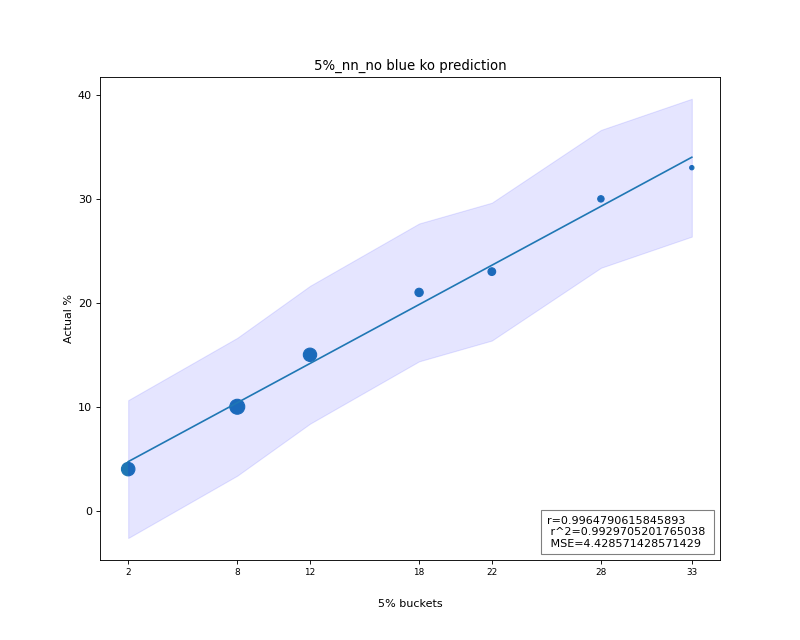 5%_nn_no blue ko prediction
40
30
20
10
0
Actual %
r=0.9964790615845893
r^2=0.9929705201765038
MSE=4.428571428571429
2 8 12 18 22 28 33
5% buckets